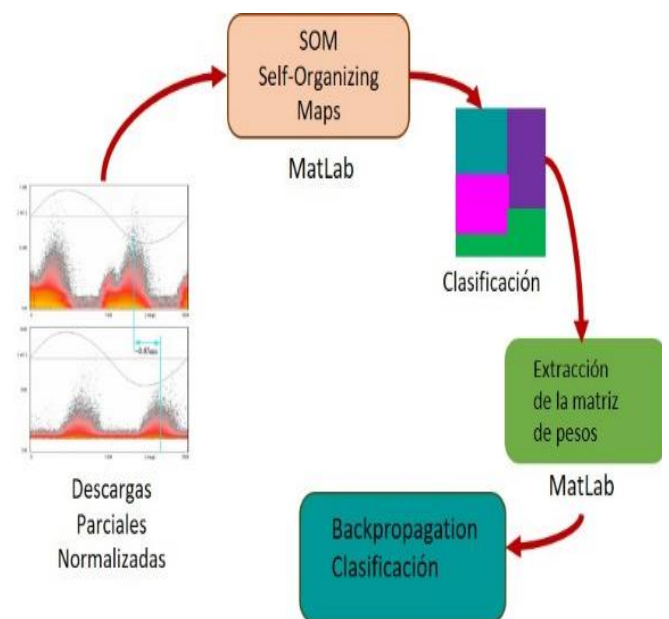 SOM
Self-Organizing
Maps
MatLab
Clasificación
Extracción
de la matriz
de pesos
MatLab
Backpropagation
Clasificación
Descargas
Parciales
Normalizadas